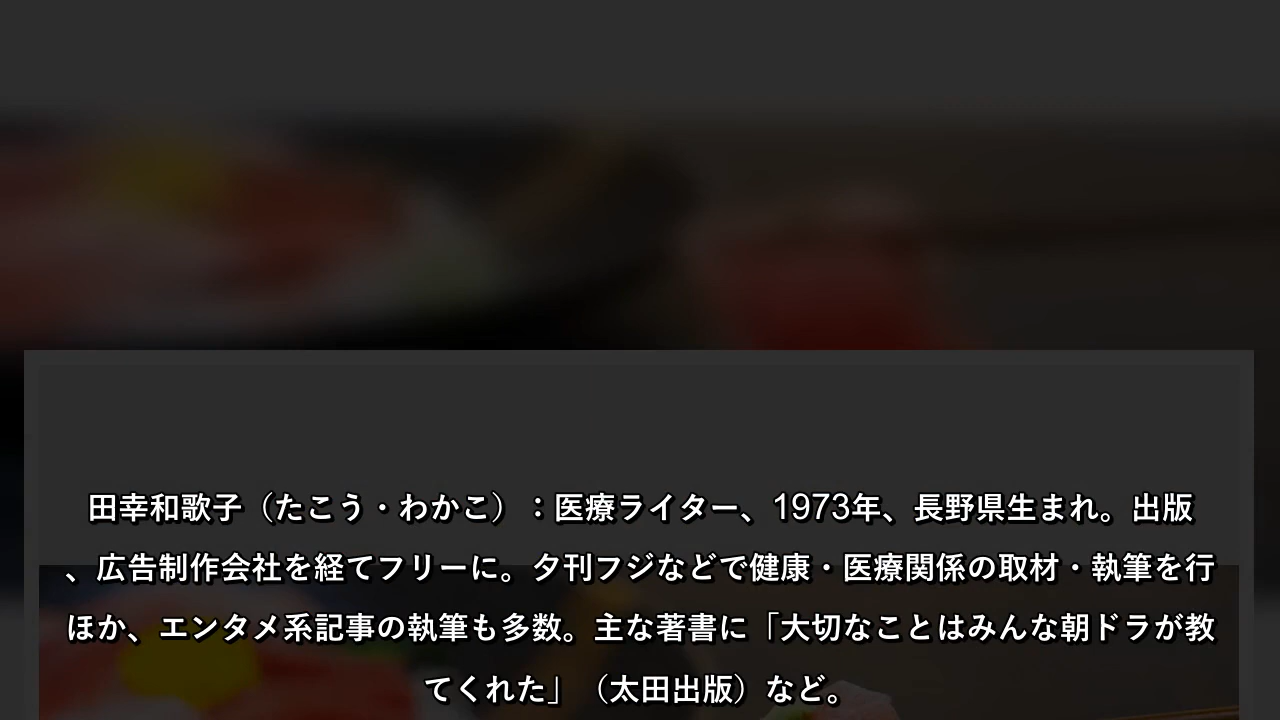 田幸和歌子（たこう・わかこ）：医療ライター、1973年、長野県生まれ。出版
、広告制作会社を経てフリーに。夕刊フジなどで健康・医療関係の取材・執筆を行
ほか、エンタメ系記事の執筆も多数。主な著書に「大切なことはみんな朝ドラが教
てくれた」（太田出版）など。